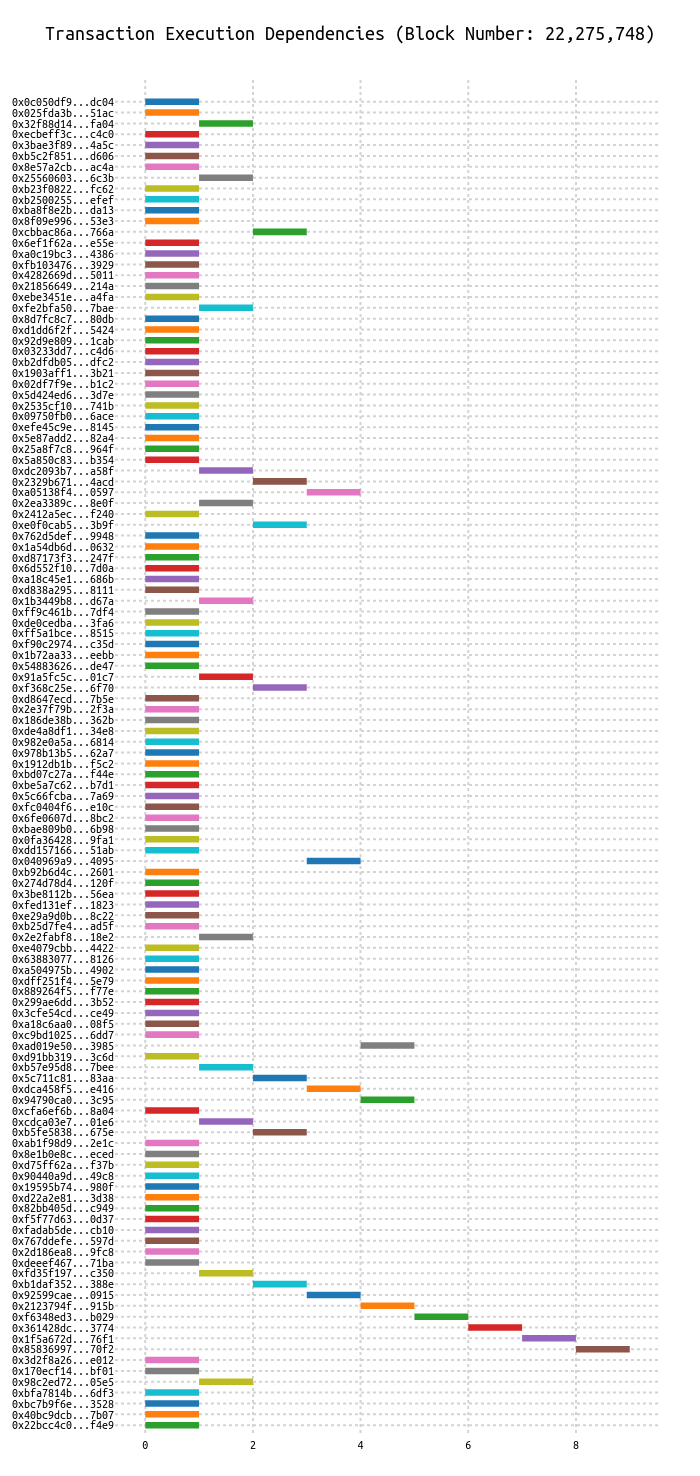 Transaction Execution Dependencies (Block Number: 22,275,748)
0x0c050df9...dc04
0x025fda3b...51ac
0x32f88d14...fa04
0xecbeff3c...c4c0
0x3bae3f89...4a5c
0xb5c2f851...d606
0x8e57a2cb...ac4a
0x25560603...6c3b
0xb23f0822...fc62
0xb2500255...efef
0xba8f8e2b...da13
0x8f09e996...53e3
0xcbbac86a...766a
0x6ef1f62a...e55e
0xa0c19bc3...4386
0xfb103476...3929
0x4282669d...5011
0x21856649...214a
0xebe3451e...a4fa
0xfe2bfa50...7bae
0x8d7fc8c7...80db
0xd1dd6f2f...5424
0x92d9e809...1cab
0x03233dd7...c4d6
0xb2dfdb05...dfc2
0x1903aff1...3b21
0x02df7f9e...b1c2
0x5d424ed6...3d7e
0x2535cf10...741b
0x09750fb0...6ace
0xefe45c9e...8145
0x5e87add2...82a4
0x25a8f7c8...964f
0x5a850c83...b354
0xdc2093b7...a58f
0x2329b671...4acd
0xa05138f4...0597
0x2ea3389c...8e0f
0x2412a5ec...f240
0xe0f0cab5...3b9f
0x762d5def...9948
0x1a54db6d...0632
0xd87173f3...247f
0x6d552f10...7d0a
0xa18c45e1...686b
0xd838a295...8111
0x1b3449b8...d67a
0xff9c461b...7df4
0xde0cedba...3fa6
0xff5a1bce...8515
0xf90c2974...c35d
0x1b72aa33...eebb
0x54883626...de47
0x91a5fc5c...01c7
0xf368c25e...6f70
0xd8647ecd...7b5e
0x2e37f79b...2f3a
0x186de38b...362b
0xde4a8df1...34e8
0x982e0a5a...6814
0x978b13b5...62a7
0x1912db1b...f5c2
0xbd07c27a...f44e
0xbe5a7c62...b7d1
0x5c66fcba...7a69
0xfc0404f6...e10c
0x6fe0607d...8bc2
0xbae809b0...6b98
0x0fa36428...9fa1
0xdd157166...51ab
0x040969a9...4095
0xb92b6d4c...2601
0x274d78d4...120f
0x3be8112b...56ea
0xfed131ef...1823
0xe29a9d0b...8c22
0xb25d7fe4...ad5f
0x2e2fabf8...18e2
0xe4079cbb...4422
0x63883077...8126
0xa504975b...4902
0xdff251f4...5e79
0x889264f5...f77e
0x299ae6dd...3b52
0x3cfe54cd...ce49
0xa18c6aa0...08f5
0xc9bd1025...6dd7
0xad019e50...3985
0xd91bb319...3c6d
0xb57e95d8...7bee
0x5c711c81...83aa
0xdca458f5...e416
0x94790ca0...3c95
0xcfa6ef6b...8a04
0xcdca03e7...01e6
0xb5fe5838...675e
0xab1f98d9...2e1c
0x8e1b0e8c...eced
0xd75ff62a...f37b
0x90440a9d...49c8
0x19595b74...980f
0xd22a2e81...3d38
0x82bb405d...c949
0xf5f77d63...0d37
0xfadab5de...cb10
0x767ddefe...597d
0x2d186ea8...9fc8
0xdeeef467...71ba
0xfd35f197...c350
0xb1daf352...388e
0x92599cae...0915
0x2123794f...915b
0xf6348ed3...b029
0x361428dc...3774
0x1f5a672d...76f1
0x85836997...70f2
0x3d2f8a26...e012
0x170ecf14...bf01
0x98c2ed72...05e5
0xbfa7814b...6df3
0xbc7b9f6e...3528
0x40bc9dcb...7b07
0x22bcc4c0...f4e9
0 2 4 6 8